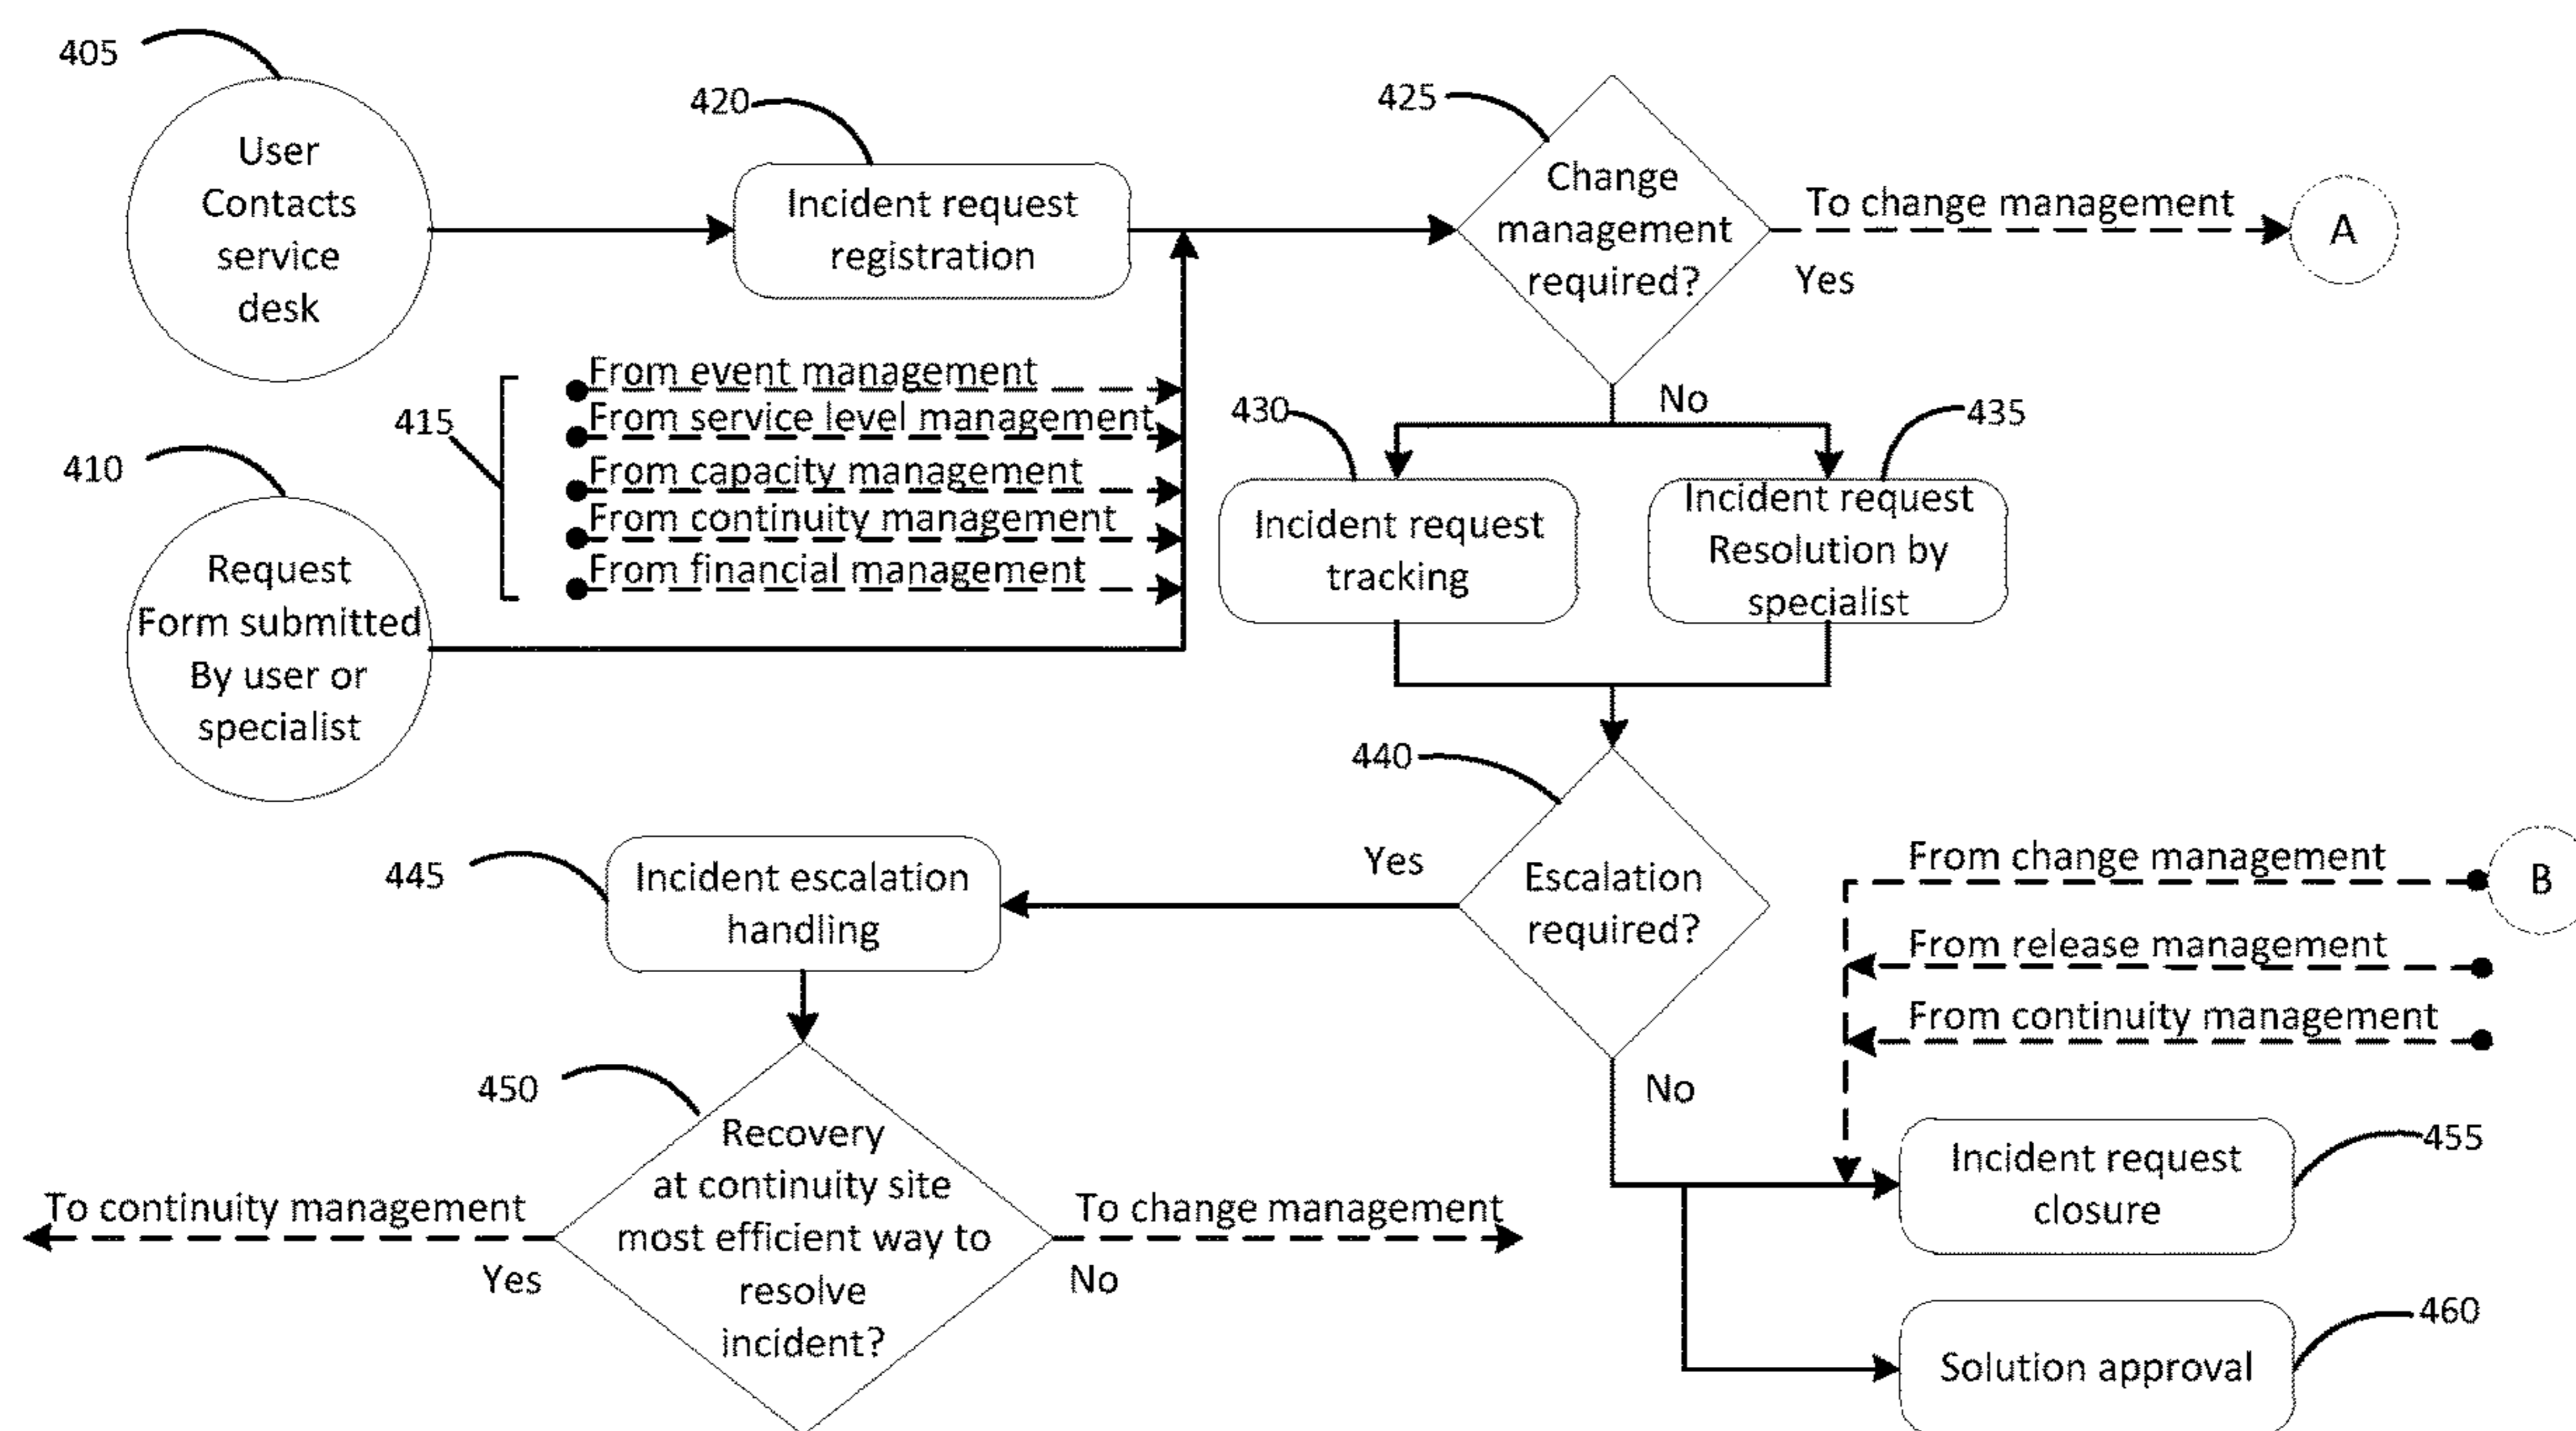 405
User
Contacts
service
desk
420
Incident request
registration
425
Change
management
required?
To change management
Yes
A
415
From event management
From service level management
From capacity management
From continuity management
From financial management
410
Request
Form submitted
By user or
specialist
No
430
Incident request
tracking
435
Incident request
Resolution by
specialist
440
Escalation
required?
Yes
445
Incident escalation
handling
From change management
B
From release management
From continuity management
No
450
Recovery
at continuity site
most efficient way to
resolve
incident?
To continuity management
Yes
To change management
No
455
Incident request
closure
460
Solution approval